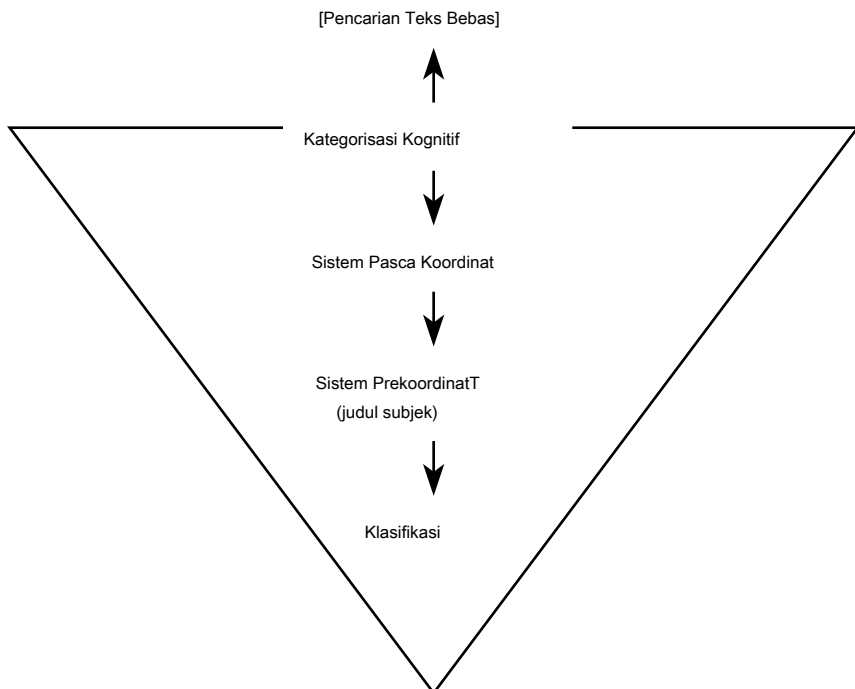 [Pencarian Teks Bebas]
Kategorisasi Kognitif
Sistem Pasca Koordinat
Sistem PrekoordinatT
(judul subjek)
Klasifikasi